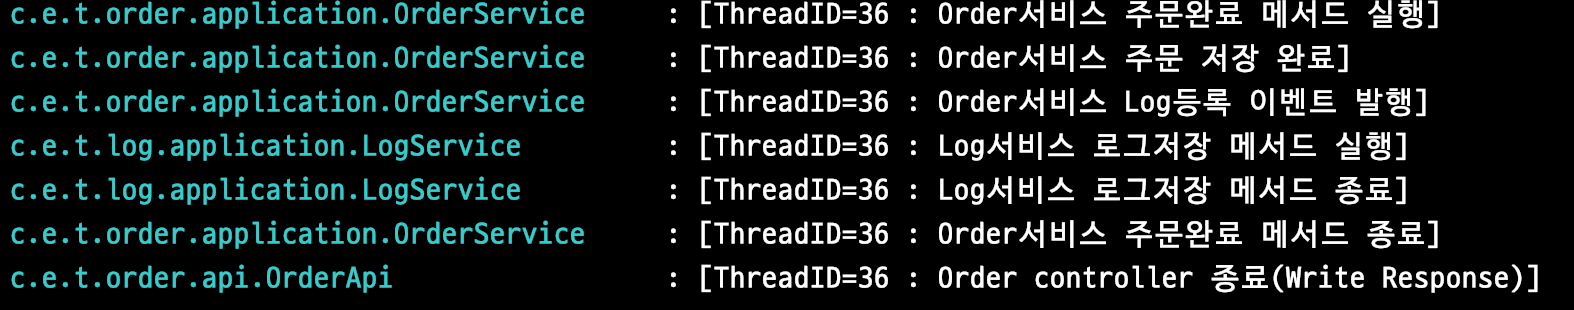 c.e.t.order.application.OrderService : [ThreadID=36 : Order서비스 주문완료 메서드 실행]
c.e.t.order.application.OrderService : [ThreadID=36 : Order서비스 주문 저장 완료]
c.e.t.order.application.OrderService : [ThreadID=36 : Order서비스 Log등록 이벤트 발행]
c.e.t.log.application.LogService : [ThreadID=36 : Log서비스 로그저장 메서드 실행]
c.e.t.log.application.LogService : [ThreadID=36 : Log서비스 로그저장 메서드 종료]
c.e.t.order.application.OrderService : [ThreadID=36 : Order서비스 주문완료 메서드 종료]
c.e.t.order.api.OrderApi : [ThreadID=36 : Order controller 종료(Write Response)]